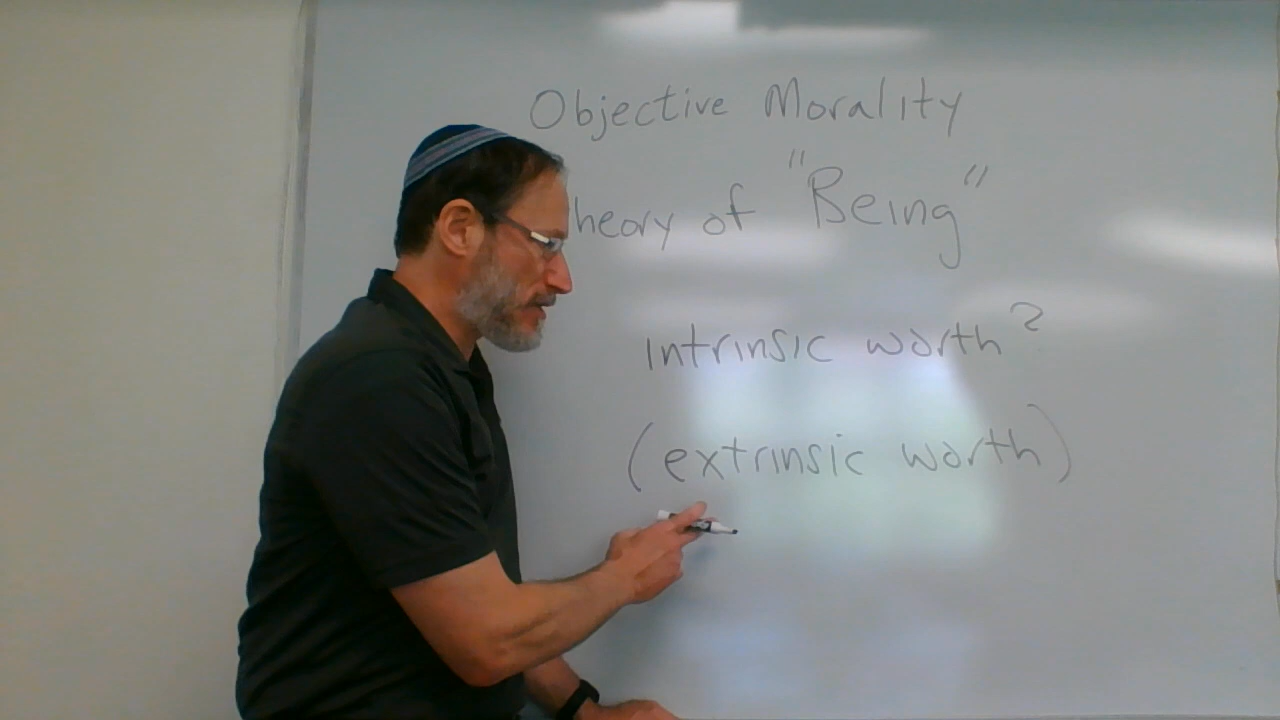 Objective Morality
heory of "Being"
Intrinsic worth?
(extrinsic worth)